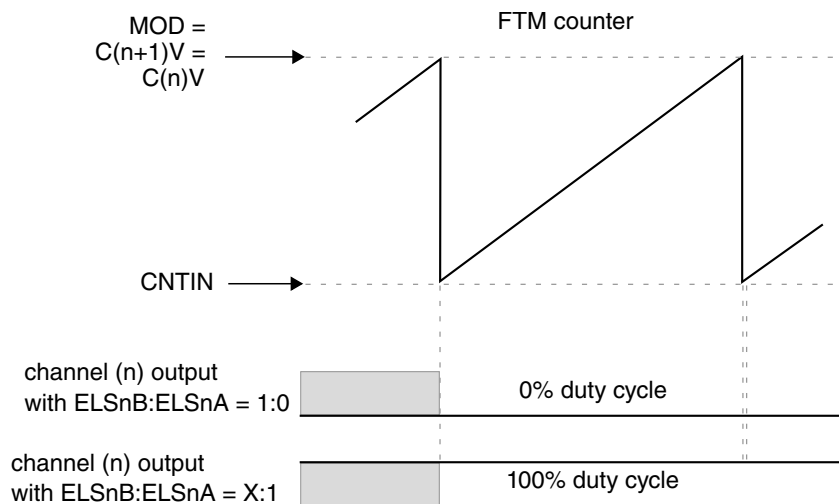 FTM counter
MOD =
C(n+1)V =
C(n)V
CNTIN
channel (n) output
with ELSnB:ELSnA = 1:0
0% duty cycle
channel (n) output
with ELSnB:ELSnA = X:1
100% duty cycle